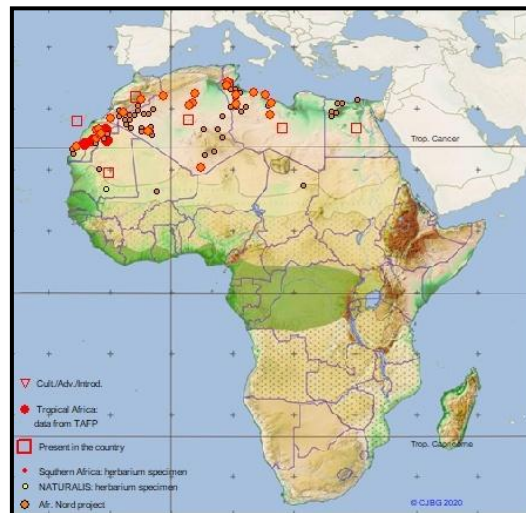 Trop. Cancer
Cult./Adv./Introd.
Tropical Africa:
data from TAFP
Present in the country
Southern Africa: herbarium specimen
NATURALIS: herbarium specimen
Afr. Nord project
Trop. Capricorne
© CJBG 2020